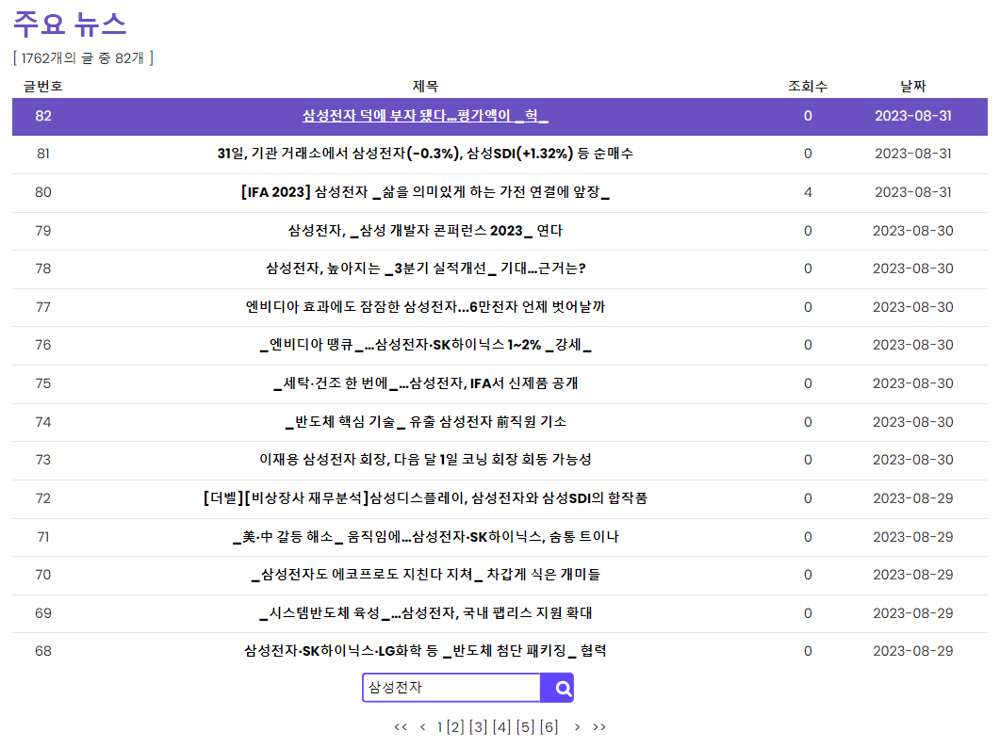 주요 뉴스
[ 1762개의 글 중 82개 ]
글번호 제목 조회수 날짜
82 삼성전자 덕에 부자 됐다…평가액이 _헉_ 0 2023-08-31
81 31일, 기관 거래소에서 삼성전자(-0.3%), 삼성SDI(+1.32%) 등 순매수 0 2023-08-31
80 [IFA 2023] 삼성전자 _삶을 의미있게 하는 가전 연결에 앞장_ 4 2023-08-31
79 삼성전자, _삼성 개발자 콘퍼런스 2023_ 연다 0 2023-08-30
78 삼성전자, 높아지는 _3분기 실적개선_ 기대…근거는? 0 2023-08-30
77 엔비디아 효과에도 잠잠한 삼성전자...6만전자 언제 벗어날까 0 2023-08-30
76 _엔비디아 땡큐_…삼성전자·SK하이닉스 1~2% _강세_ 0 2023-08-30
75 _세탁·건조 한 번에_…삼성전자, IFA서 신제품 공개 0 2023-08-30
74 _반도체 핵심 기술_ 유출 삼성전자 前직원 기소 0 2023-08-30
73 이재용 삼성전자 회장, 다음 달 1일 코닝 회장 회동 가능성 0 2023-08-30
72 [더벨][비상장사 재무분석]삼성디스플레이, 삼성전자와 삼성SDI의 합작품 0 2023-08-29
71 _美·中 갈등 해소_ 움직임에…삼성전자·SK하이닉스, 숨통 트이나 0 2023-08-29
70 _삼성전자도 에코프로도 지친다 지쳐_ 차갑게 식은 개미들 0 2023-08-29
69 _시스템반도체 육성_…삼성전자, 국내 팹리스 지원 확대 0 2023-08-29
68 삼성전자·SK하이닉스·LG화학 등 _반도체 첨단 패키징_ 협력 0 2023-08-29
삼성전자
<< < 1 [2] [3] [4] [5] [6] > >>